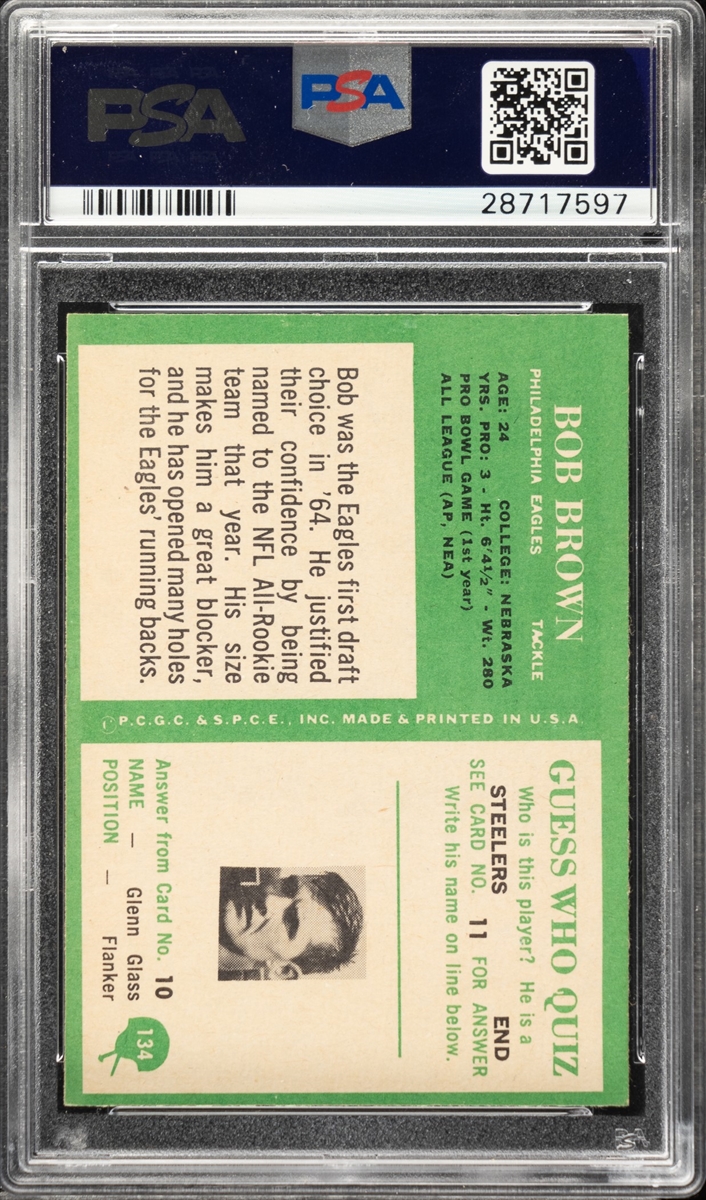 PSA
PSA
28717597
BOB BROWN
PHILADELPHIA EAGLES TACKLE
AGE: 24 COLLEGE: NEBRASKA
YRS. PRO: 3 - Ht. 6'4½" - Wt. 280
PRO BOWL GAME (1st year)
ALL LEAGUE (AP, NEA)
Bob was the Eagles first draft
choice in '64. He justified
their confidence by being
named to the NFL All-Rookie
team that year. His size
makes him a great blocker,
and he has opened many holes
for the Eagles' running backs.
©P.C.G.C. & S.P.C.E., INC. MADE & PRINTED IN U.S.A
GUESS WHO QUIZ
Who is this player? He is a
STEELERS END
SEE CARD NO. 11 FOR ANSWER
Write his name on line below.
Answer from Card No. 10
NAME — Glenn Glass
POSITION — Flanker
134